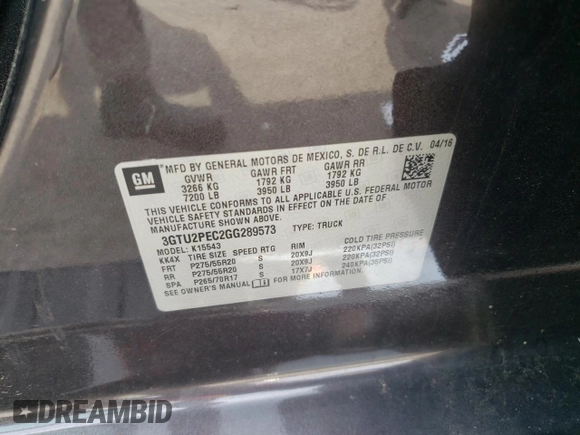 GM
MFD BY GENERAL MOTORS DE MEXICO, S. DE R.L. DE C.V. 04/16
GVWR GAWR FRT GAWR RR
3266 KG 1792 KG 1792 KG
7200 LB 3950 LB 3950 LB
THIS VEHICLE CONFORMS TO ALL APPLICABLE U.S. FEDERAL MOTOR
VEHICLE SAFETY STANDARDS IN EFFECT ON THE DATE OF
MANUFACTURE SHOWN ABOVE.
3GTU2PEC2GG289573 TYPE: TRUCK
MODEL: K15543
KK4X TIRE SIZE SPEED RTG RIM COLD TIRE PRESSURE
FRT P275/55R20 S 20X9J 220KPA(32PSI)
RR P275/55R20 S 20X9J 220KPA(32PSI)
SPA P265/70R17 S 17X7J 240KPA(35PSI)
SEE OWNER'S MANUAL FOR ADDITIONAL INFORMATION.
DREAMBID